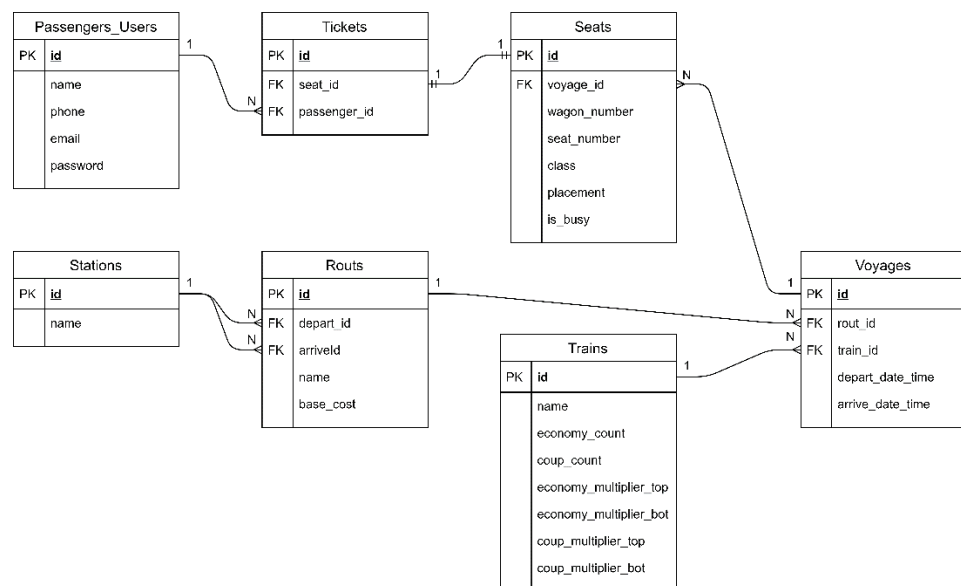 Passengers_Users
PK id
name
phone
email
password
1
N
Tickets
PK id
FK seat_id
FK passenger_id
1
1
Seats
PK id
FK voyage_id
wagon_number
seat_number
class
placement
is_busy
N
1
Stations
PK id
name
1
N
N
Routs
PK id
FK depart_id
FK arriveId
name
base_cost
1
N
Trains
PK id
name
economy_count
coup_count
economy_multiplier_top
economy_multiplier_bot
coup_multiplier_top
coup_multiplier_bot
1
N
Voyages
PK id
FK rout_id
FK train_id
depart_date_time
arrive_date_time